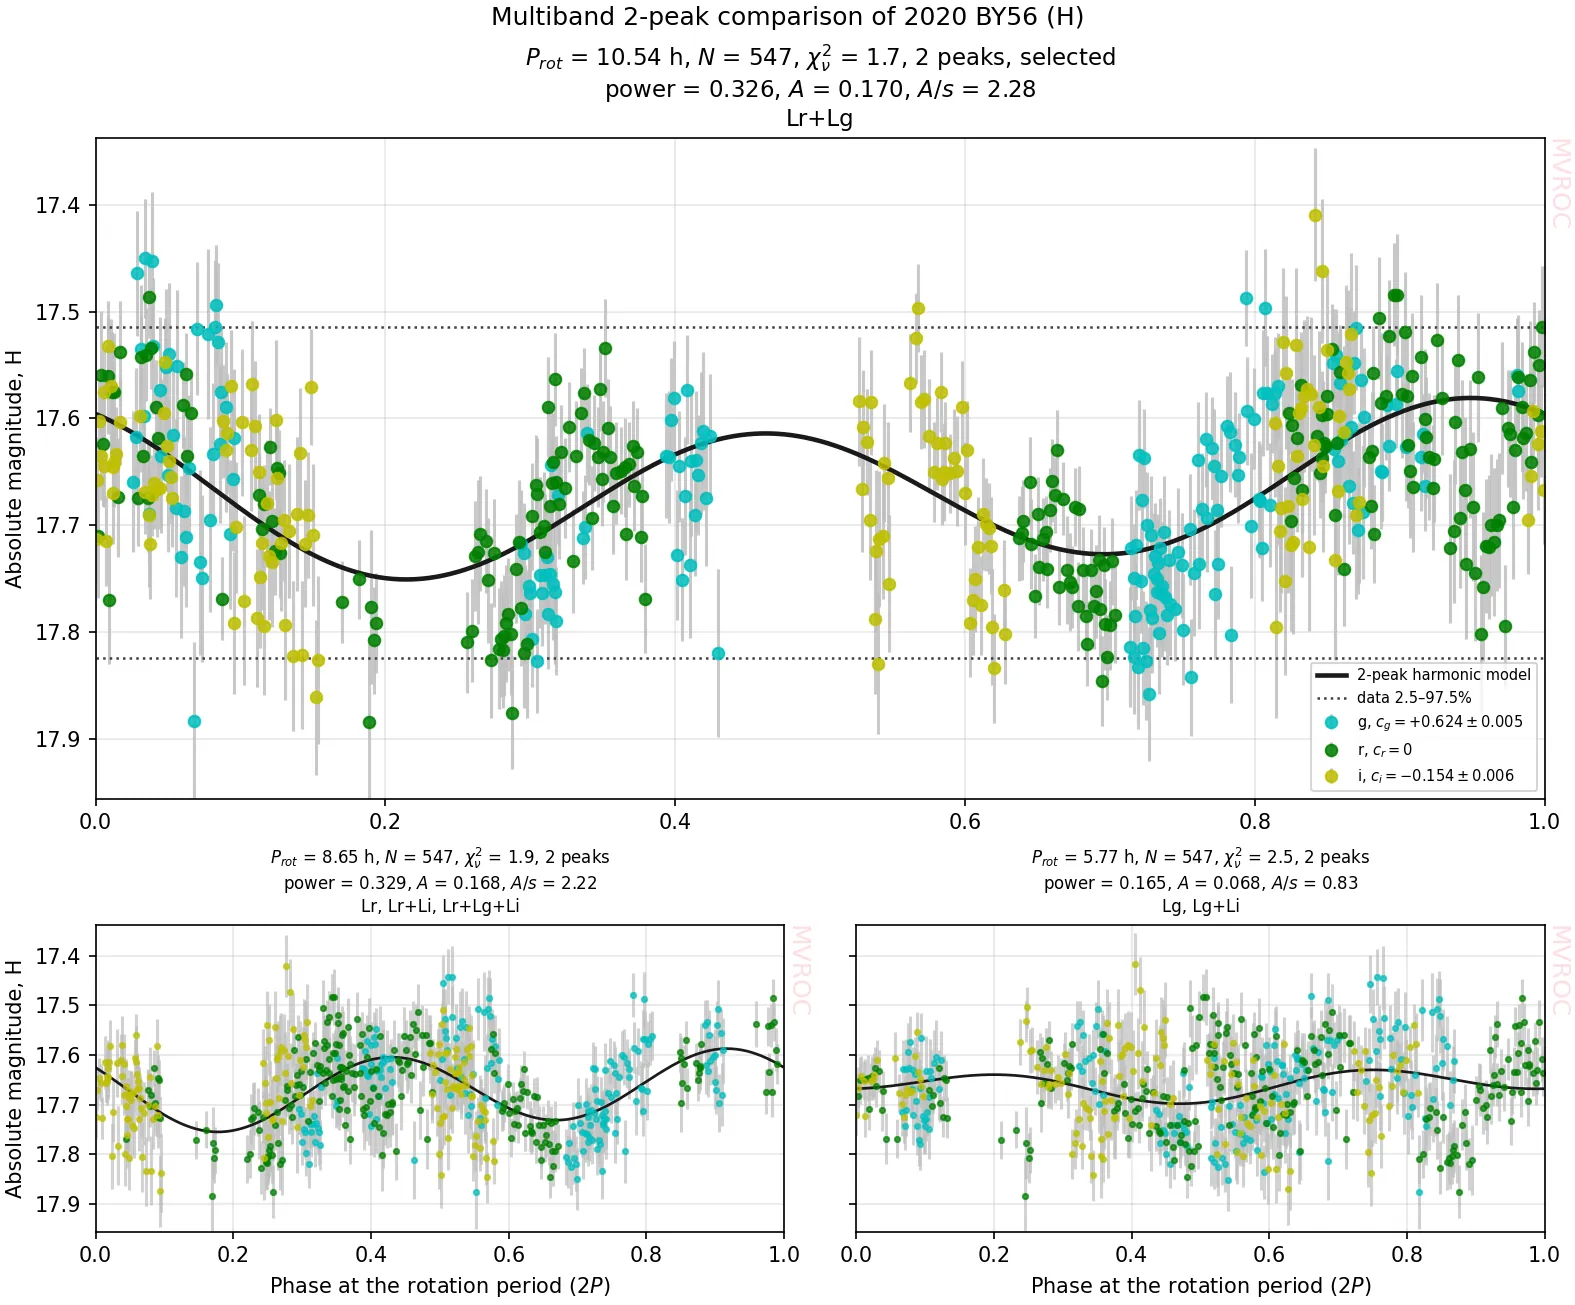 Multiband 2-peak comparison of 2020 BY56 (H)
P_rot = 10.54 h, N = 547, χ²_ν = 1.7, 2 peaks, selected
power = 0.326, A = 0.170, A/s = 2.28
Lr+Lg
MVROC
Absolute magnitude, H
17.4
17.5
17.6
17.7
17.8
17.9
2-peak harmonic model
data 2.5–97.5%
g, c_g = +0.624 ± 0.005
r, c_r = 0
i, c_i = −0.154 ± 0.006
0.0 0.2 0.4 0.6 0.8 1.0
P_rot = 8.65 h, N = 547, χ²_ν = 1.9, 2 peaks
power = 0.329, A = 0.168, A/s = 2.22
Lr, Lr+Li, Lr+Lg+Li
MVROC
Absolute magnitude, H
17.4
17.5
17.6
17.7
17.8
17.9
0.0 0.2 0.4 0.6 0.8 1.0
Phase at the rotation period (2P)
P_rot = 5.77 h, N = 547, χ²_ν = 2.5, 2 peaks
power = 0.165, A = 0.068, A/s = 0.83
Lg, Lg+Li
MVROC
0.0 0.2 0.4 0.6 0.8 1.0
Phase at the rotation period (2P)